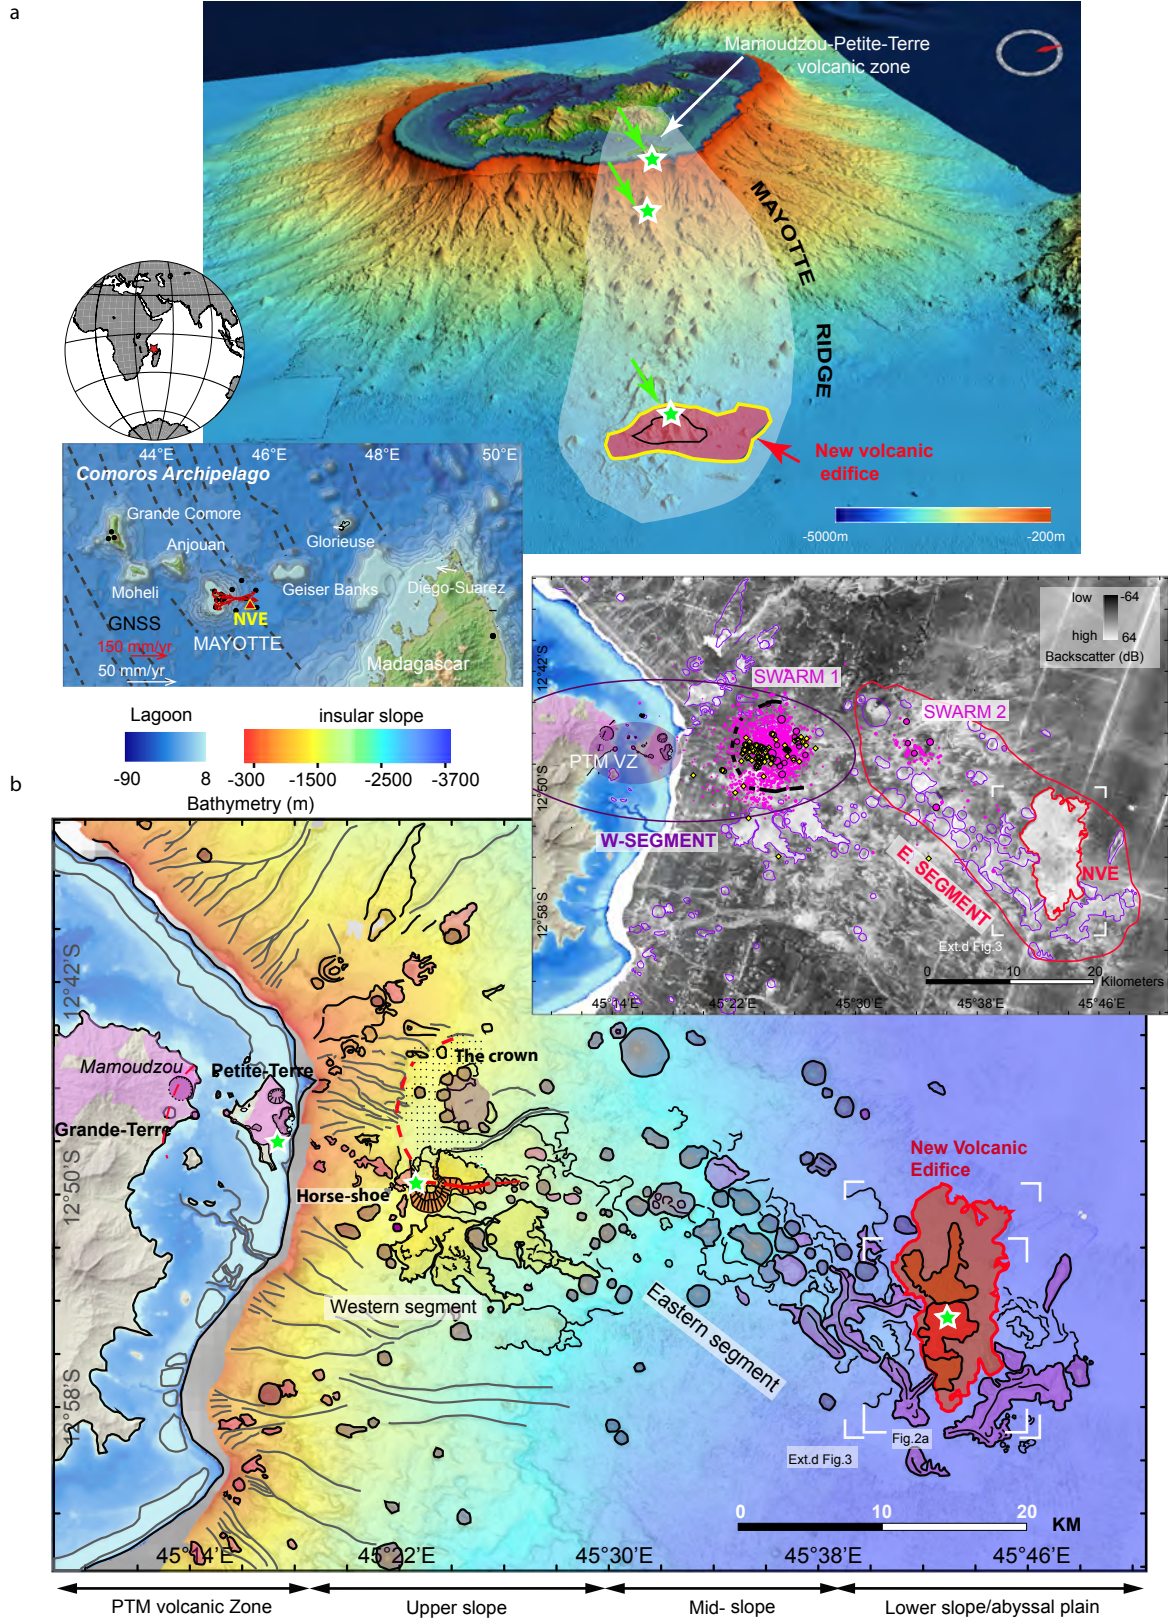 a
Mamoudzou-Petite-Terre
volcanic zone
MAYOTTE
RIDGE
New volcanic
edifice
-5000m
-200m
44°E
46°E
48°E
50°E
Comoros Archipelago
Grande Comore
Anjouan
Glorieuse
Moheli
Geiser Banks
Diego-Suarez
GNSS
NVE
MAYOTTE
150 mm/yr
50 mm/yr
Madagascar
Lagoon
insular slope
-90
8
-300
-1500
-2500
-3700
Bathymetry (m)
low
-64
high
64
Backscatter (dB)
12°42'S
12°50'S
12°58'S
SWARM 1
SWARM 2
PTM VZ
W-SEGMENT
E. SEGMENT
NVE
Ext.d Fig.3
0
10
20
Kilometers
45°14'E
45°22'E
45°30'E
45°38'E
45°46'E
b
12°42'S
12°50'S
12°58'S
Mamoudzou
Petite-Terre
The crown
Grande-Terre
Horse-shoe
New Volcanic
Edifice
Western segment
Eastern segment
Fig.2a
Ext.d Fig.3
0
10
20
KM
45°14'E
45°22'E
45°30'E
45°38'E
45°46'E
PTM volcanic Zone
Upper slope
Mid- slope
Lower slope/abyssal plain